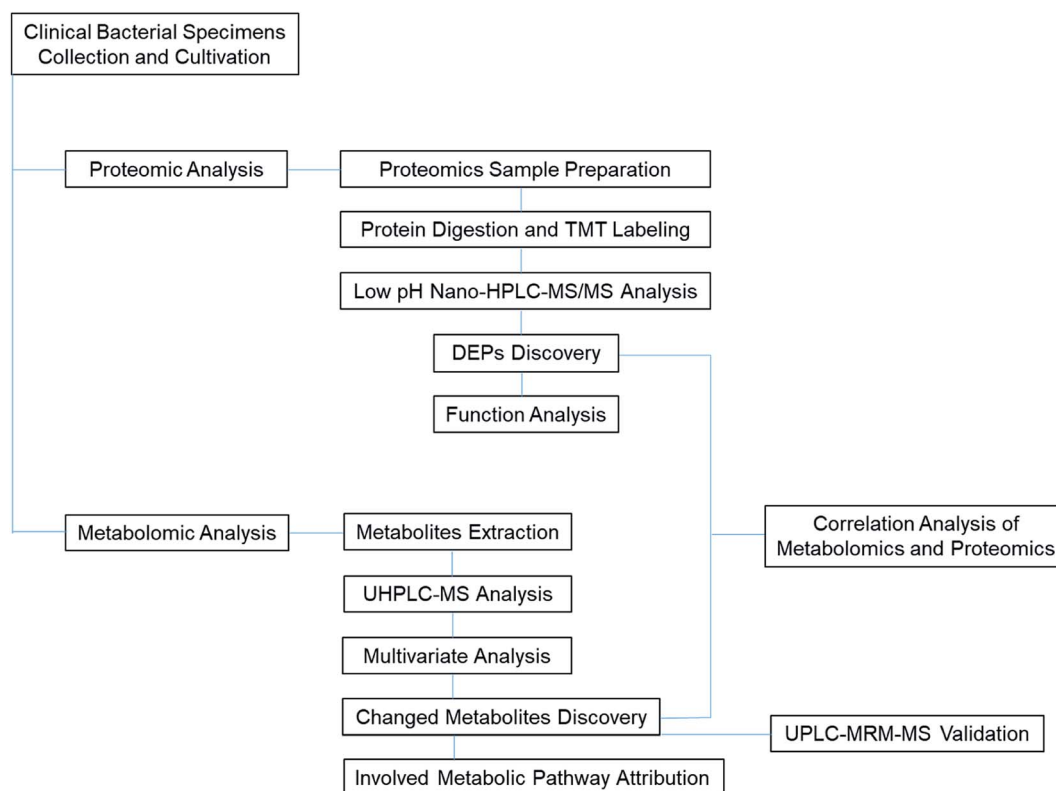 Clinical Bacterial Specimens
Collection and Cultivation
Proteomic Analysis
Proteomics Sample Preparation
Protein Digestion and TMT Labeling
Low pH Nano-HPLC-MS/MS Analysis
DEPs Discovery
Function Analysis
Metabolomic Analysis
Metabolites Extraction
Correlation Analysis of
Metabolomics and Proteomics
UHPLC-MS Analysis
Multivariate Analysis
Changed Metabolites Discovery
UPLC-MRM-MS Validation
Involved Metabolic Pathway Attribution